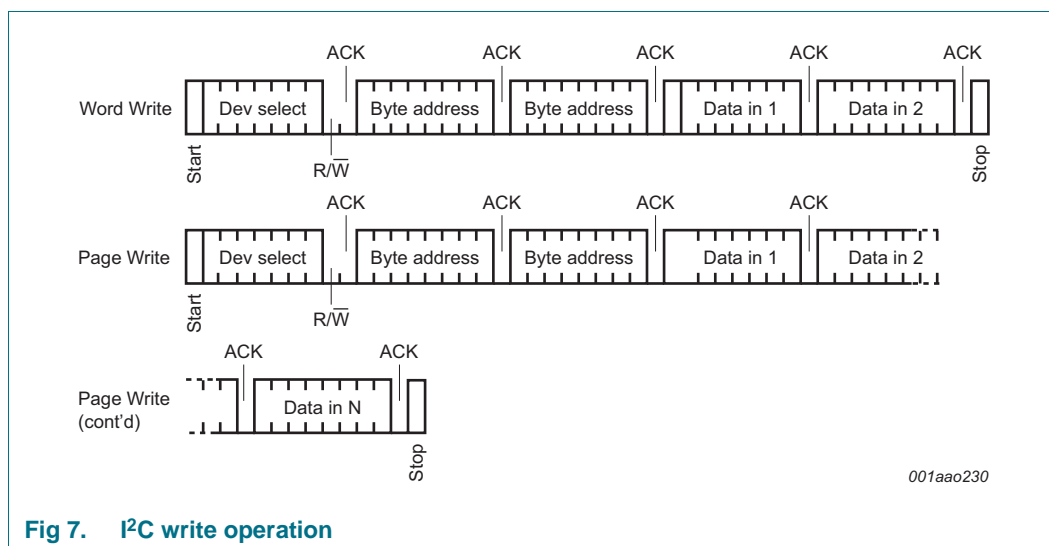 ACK ACK ACK ACK ACK
Word Write Dev select Byte address Byte address Data in 1 Data in 2
Start R/W̅ Stop
ACK ACK ACK ACK
Page Write Dev select Byte address Byte address Data in 1 Data in 2
Start R/W̅
ACK ACK
Page Write
(cont'd)
Data in N
Stop
001aao230
Fig 7. I²C write operation